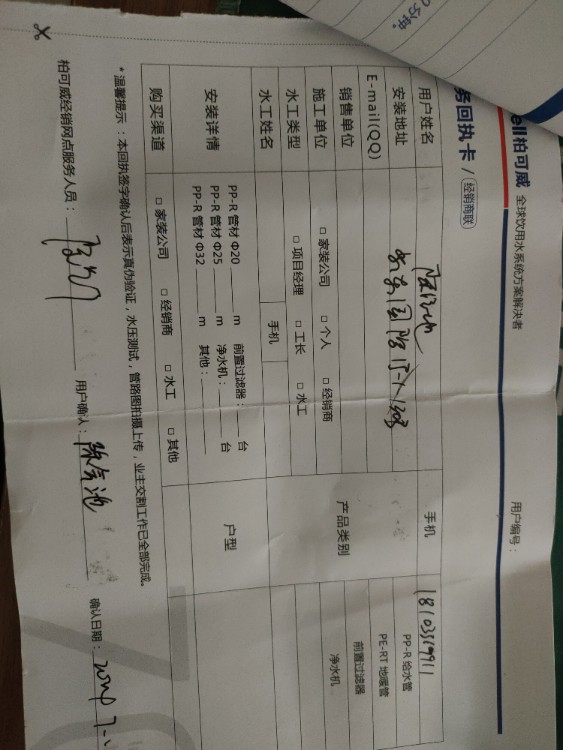 分钟。
ell柏可威 全球饮用水系统方案解决者
用户编号：
务回执卡 / 经销商联
用户姓名 手机 18103519911
安装地址
E-mail(QQ)
销售单位
施工单位 □ 家装公司 □ 个人 □ 经销商
水工类型 □ 项目经理 □ 工长 □ 水工
水工姓名 手机
产品类别
PP-R 给水管
PE-RT 地暖管
前置过滤器
净水机
安装详情
PP-R 管材 Φ20 m 前置过滤器： 台
PP-R 管材 Φ25 m 净水机： 台
PP-R 管材 Φ32 m 其他：
户型
购买渠道 □ 家装公司 □ 经销商 □ 水工 □ 其他
* 温馨提示：本回执签字确认后表示真伪验证，水压测试，管路图拍摄上传，业主交割工作已全部完成。
柏可威经销网点服务人员： 用户确认： 确认日期：